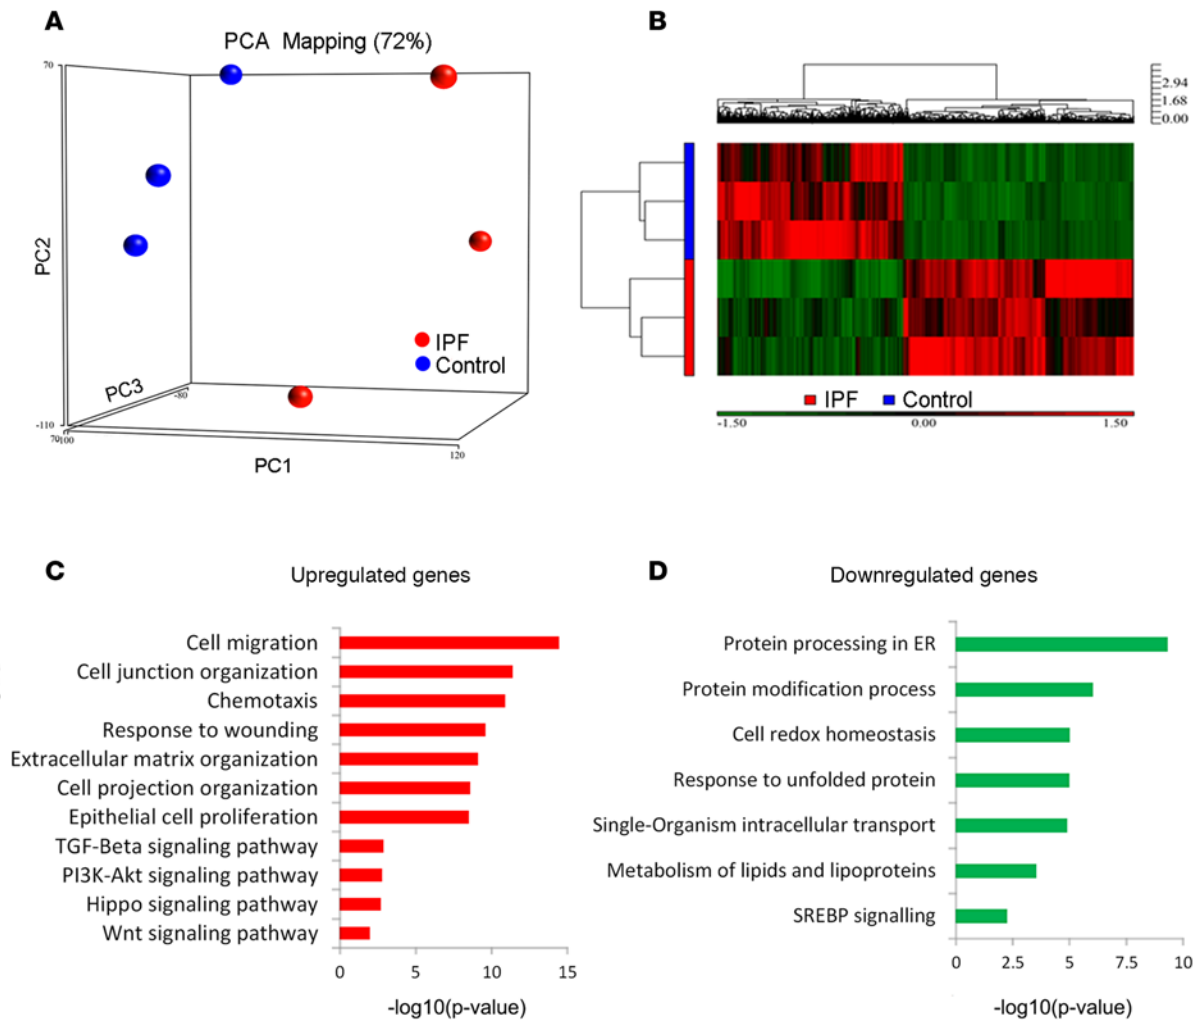 A
PCA Mapping (72%)
70
PC2
-110
PC3
-80
70
100
PC1
120
IPF
Control
B
2.94
1.68
0.00
IPF
Control
-1.50
0.00
1.50
C
Upregulated genes
Cell migration
Cell junction organization
Chemotaxis
Response to wounding
Extracellular matrix organization
Cell projection organization
Epithelial cell proliferation
TGF-Beta signaling pathway
PI3K-Akt signaling pathway
Hippo signaling pathway
Wnt signaling pathway
0 5 10 15
-log10(p-value)
D
Downregulated genes
Protein processing in ER
Protein modification process
Cell redox homeostasis
Response to unfolded protein
Single-Organism intracellular transport
Metabolism of lipids and lipoproteins
SREBP signalling
0 2.5 5 7.5 10
-log10(p-value)